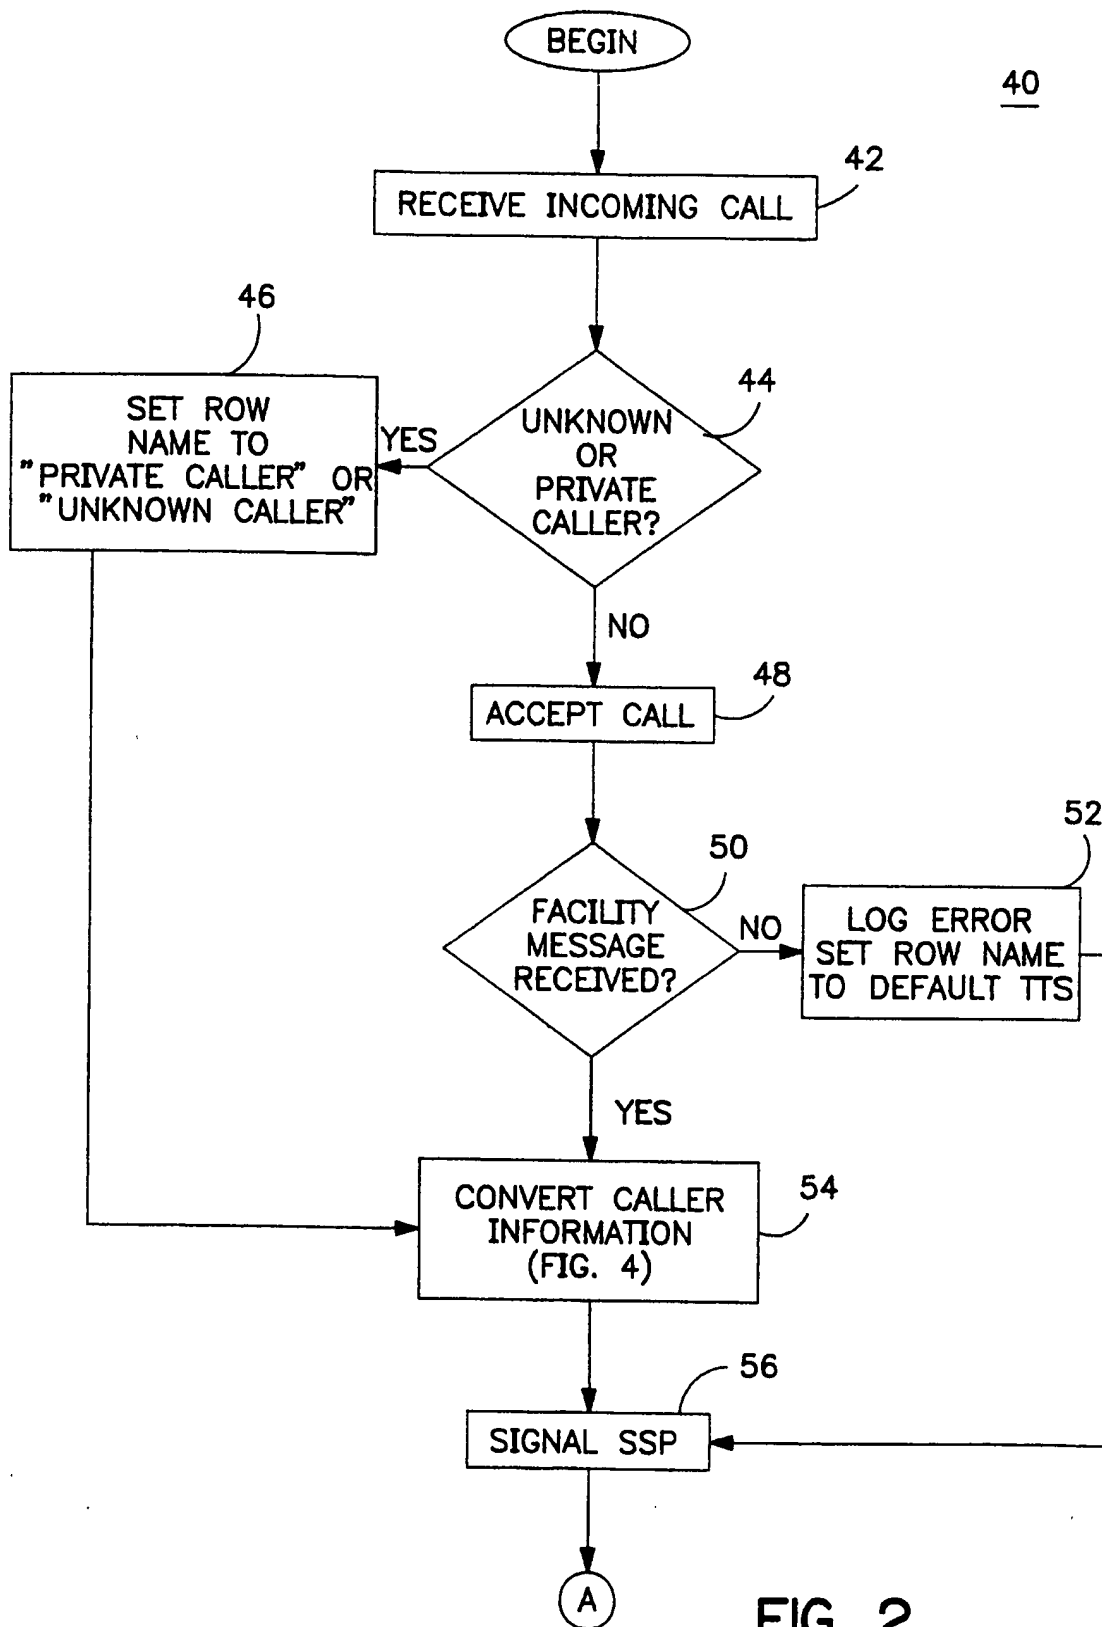 BEGIN
40
42
RECEIVE INCOMING CALL
46
44
SET ROW
NAME TO
"PRIVATE CALLER" OR
"UNKNOWN CALLER"
YES
UNKNOWN
OR
PRIVATE
CALLER?
NO
48
ACCEPT CALL
52
50
FACILITY
MESSAGE
RECEIVED?
NO
LOG ERROR
SET ROW NAME
TO DEFAULT TTS
YES
54
CONVERT CALLER
INFORMATION
(FIG. 4)
56
SIGNAL SSP
A
FIG. 2